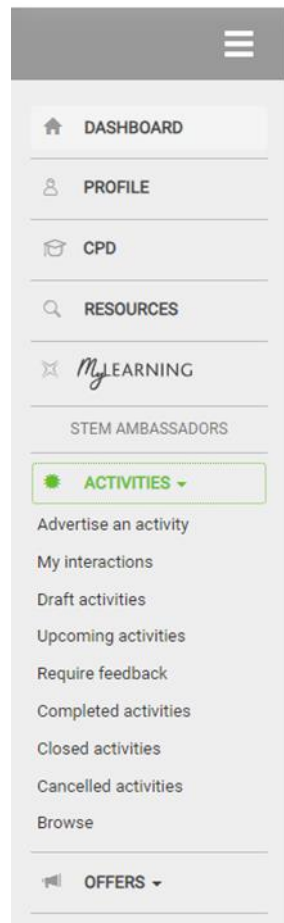 DASHBOARD
PROFILE
CPD
RESOURCES
MyLEARNING
STEM AMBASSADORS
ACTIVITIES
Advertise an activity
My interactions
Draft activities
Upcoming activities
Require feedback
Completed activities
Closed activities
Cancelled activities
Browse
OFFERS